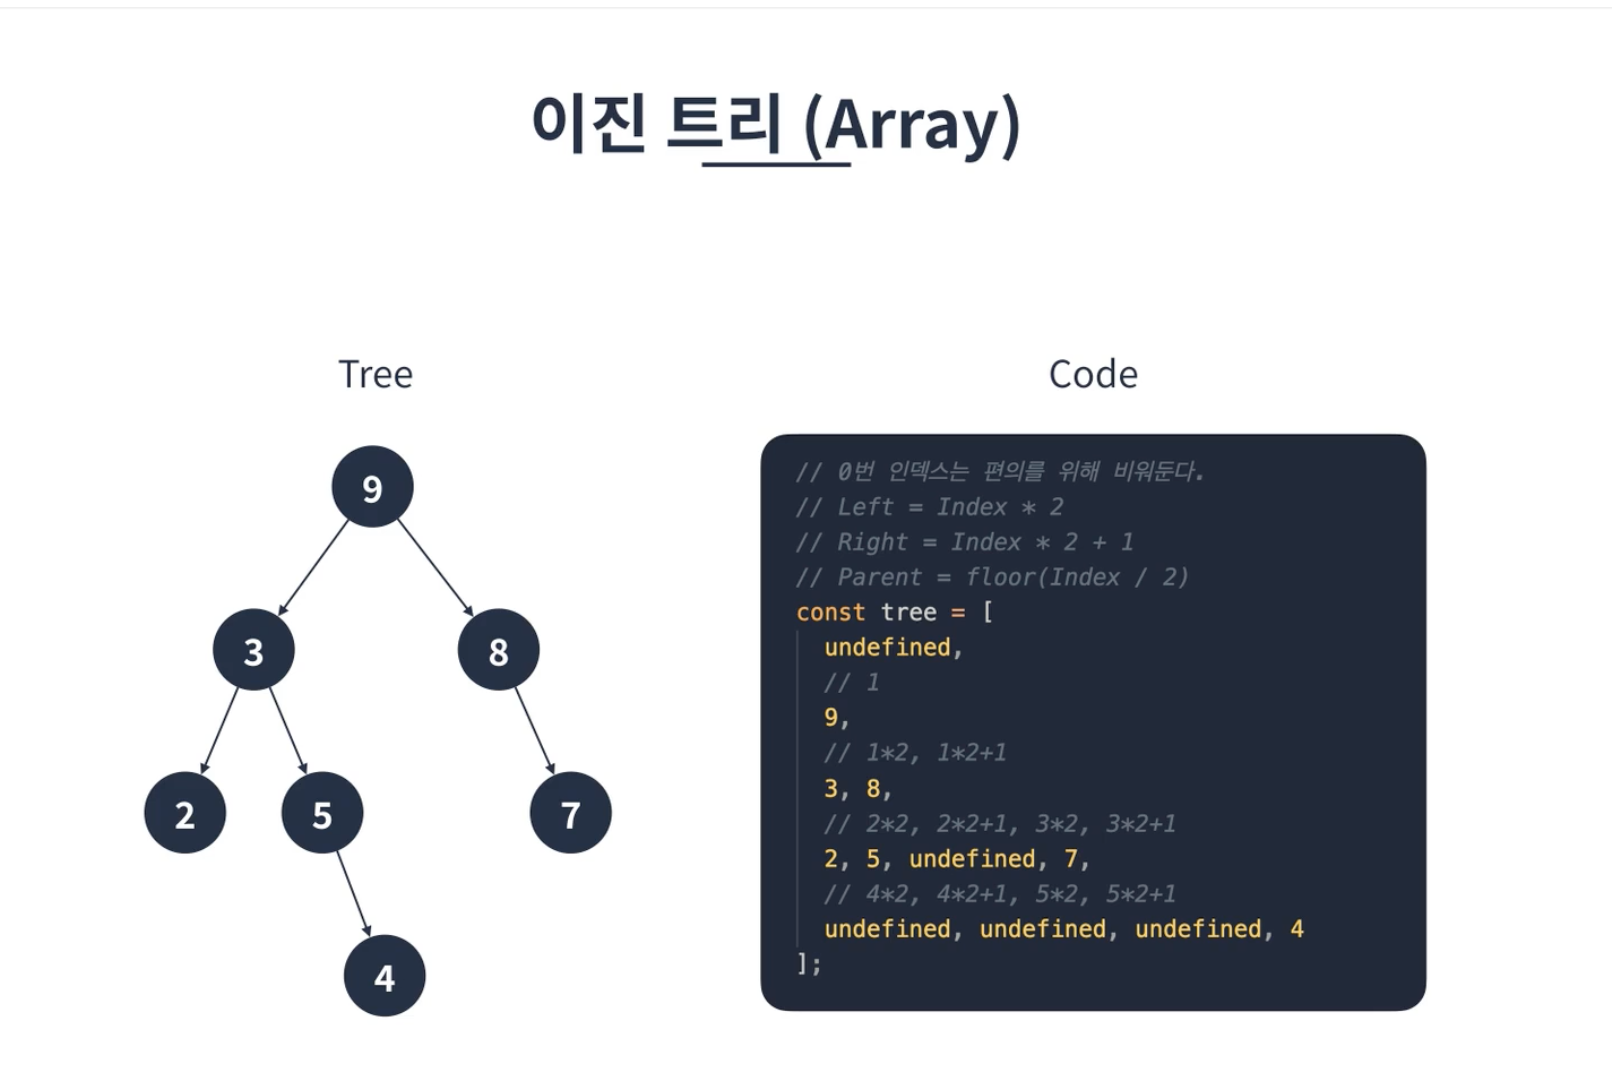 이진 트리 (Array)
Tree
9
3
8
2
5
7
4
Code
// 0번 인덱스는 편의를 위해 비워둔다.
// Left = Index * 2
// Right = Index * 2 + 1
// Parent = floor(Index / 2)
const tree = [
undefined,
// 1
9,
// 1*2, 1*2+1
3, 8,
// 2*2, 2*2+1, 3*2, 3*2+1
2, 5, undefined, 7,
// 4*2, 4*2+1, 5*2, 5*2+1
undefined, undefined, undefined, 4
];